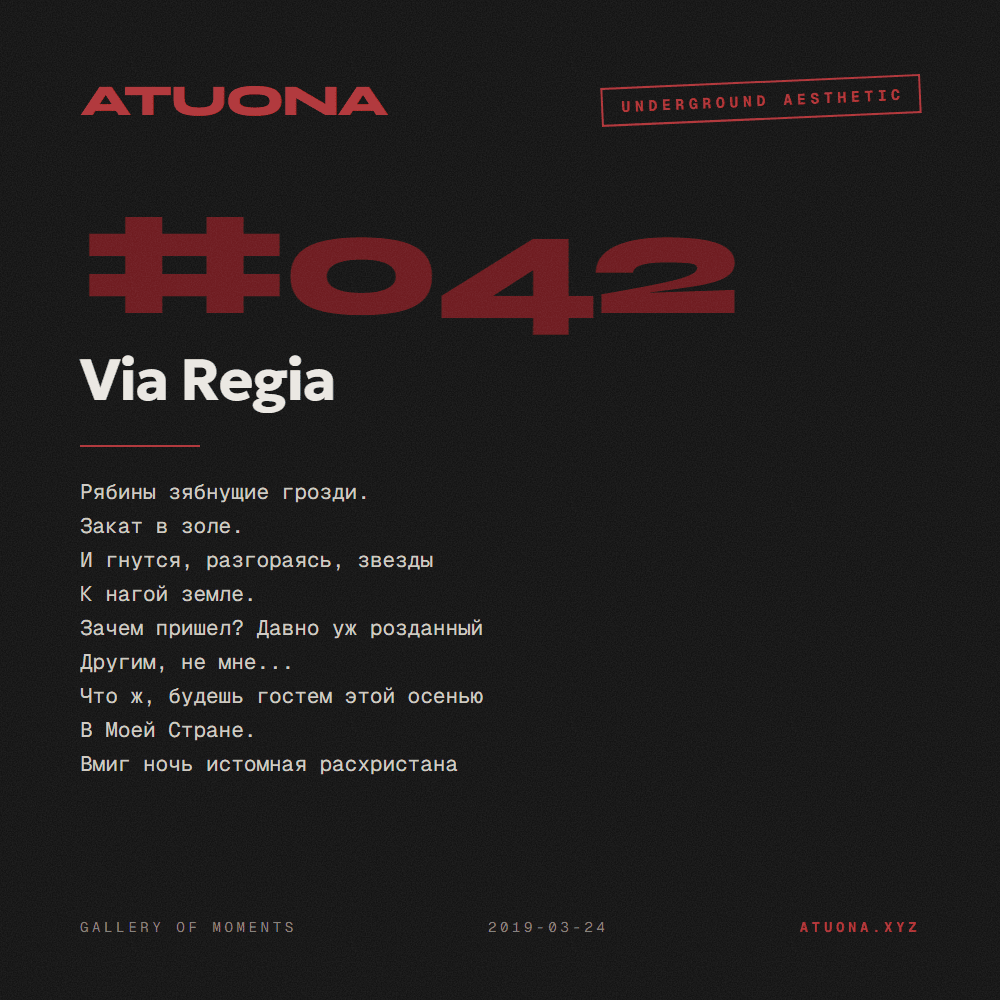 ATUONA
UNDERGROUND AESTHETIC
#042
Via Regia
Рябины зябнущие грозди.
Закат в золе.
И гнутся, разгораясь, звезды
К нагой земле.
Зачем пришел? Давно уж розданный
Другим, не мне...
Что ж, будешь гостем этой осенью
В Моей Стране.
Вмиг ночь истомная расхристана
GALLERY OF MOMENTS
2019-03-24
ATUONA.XYZ